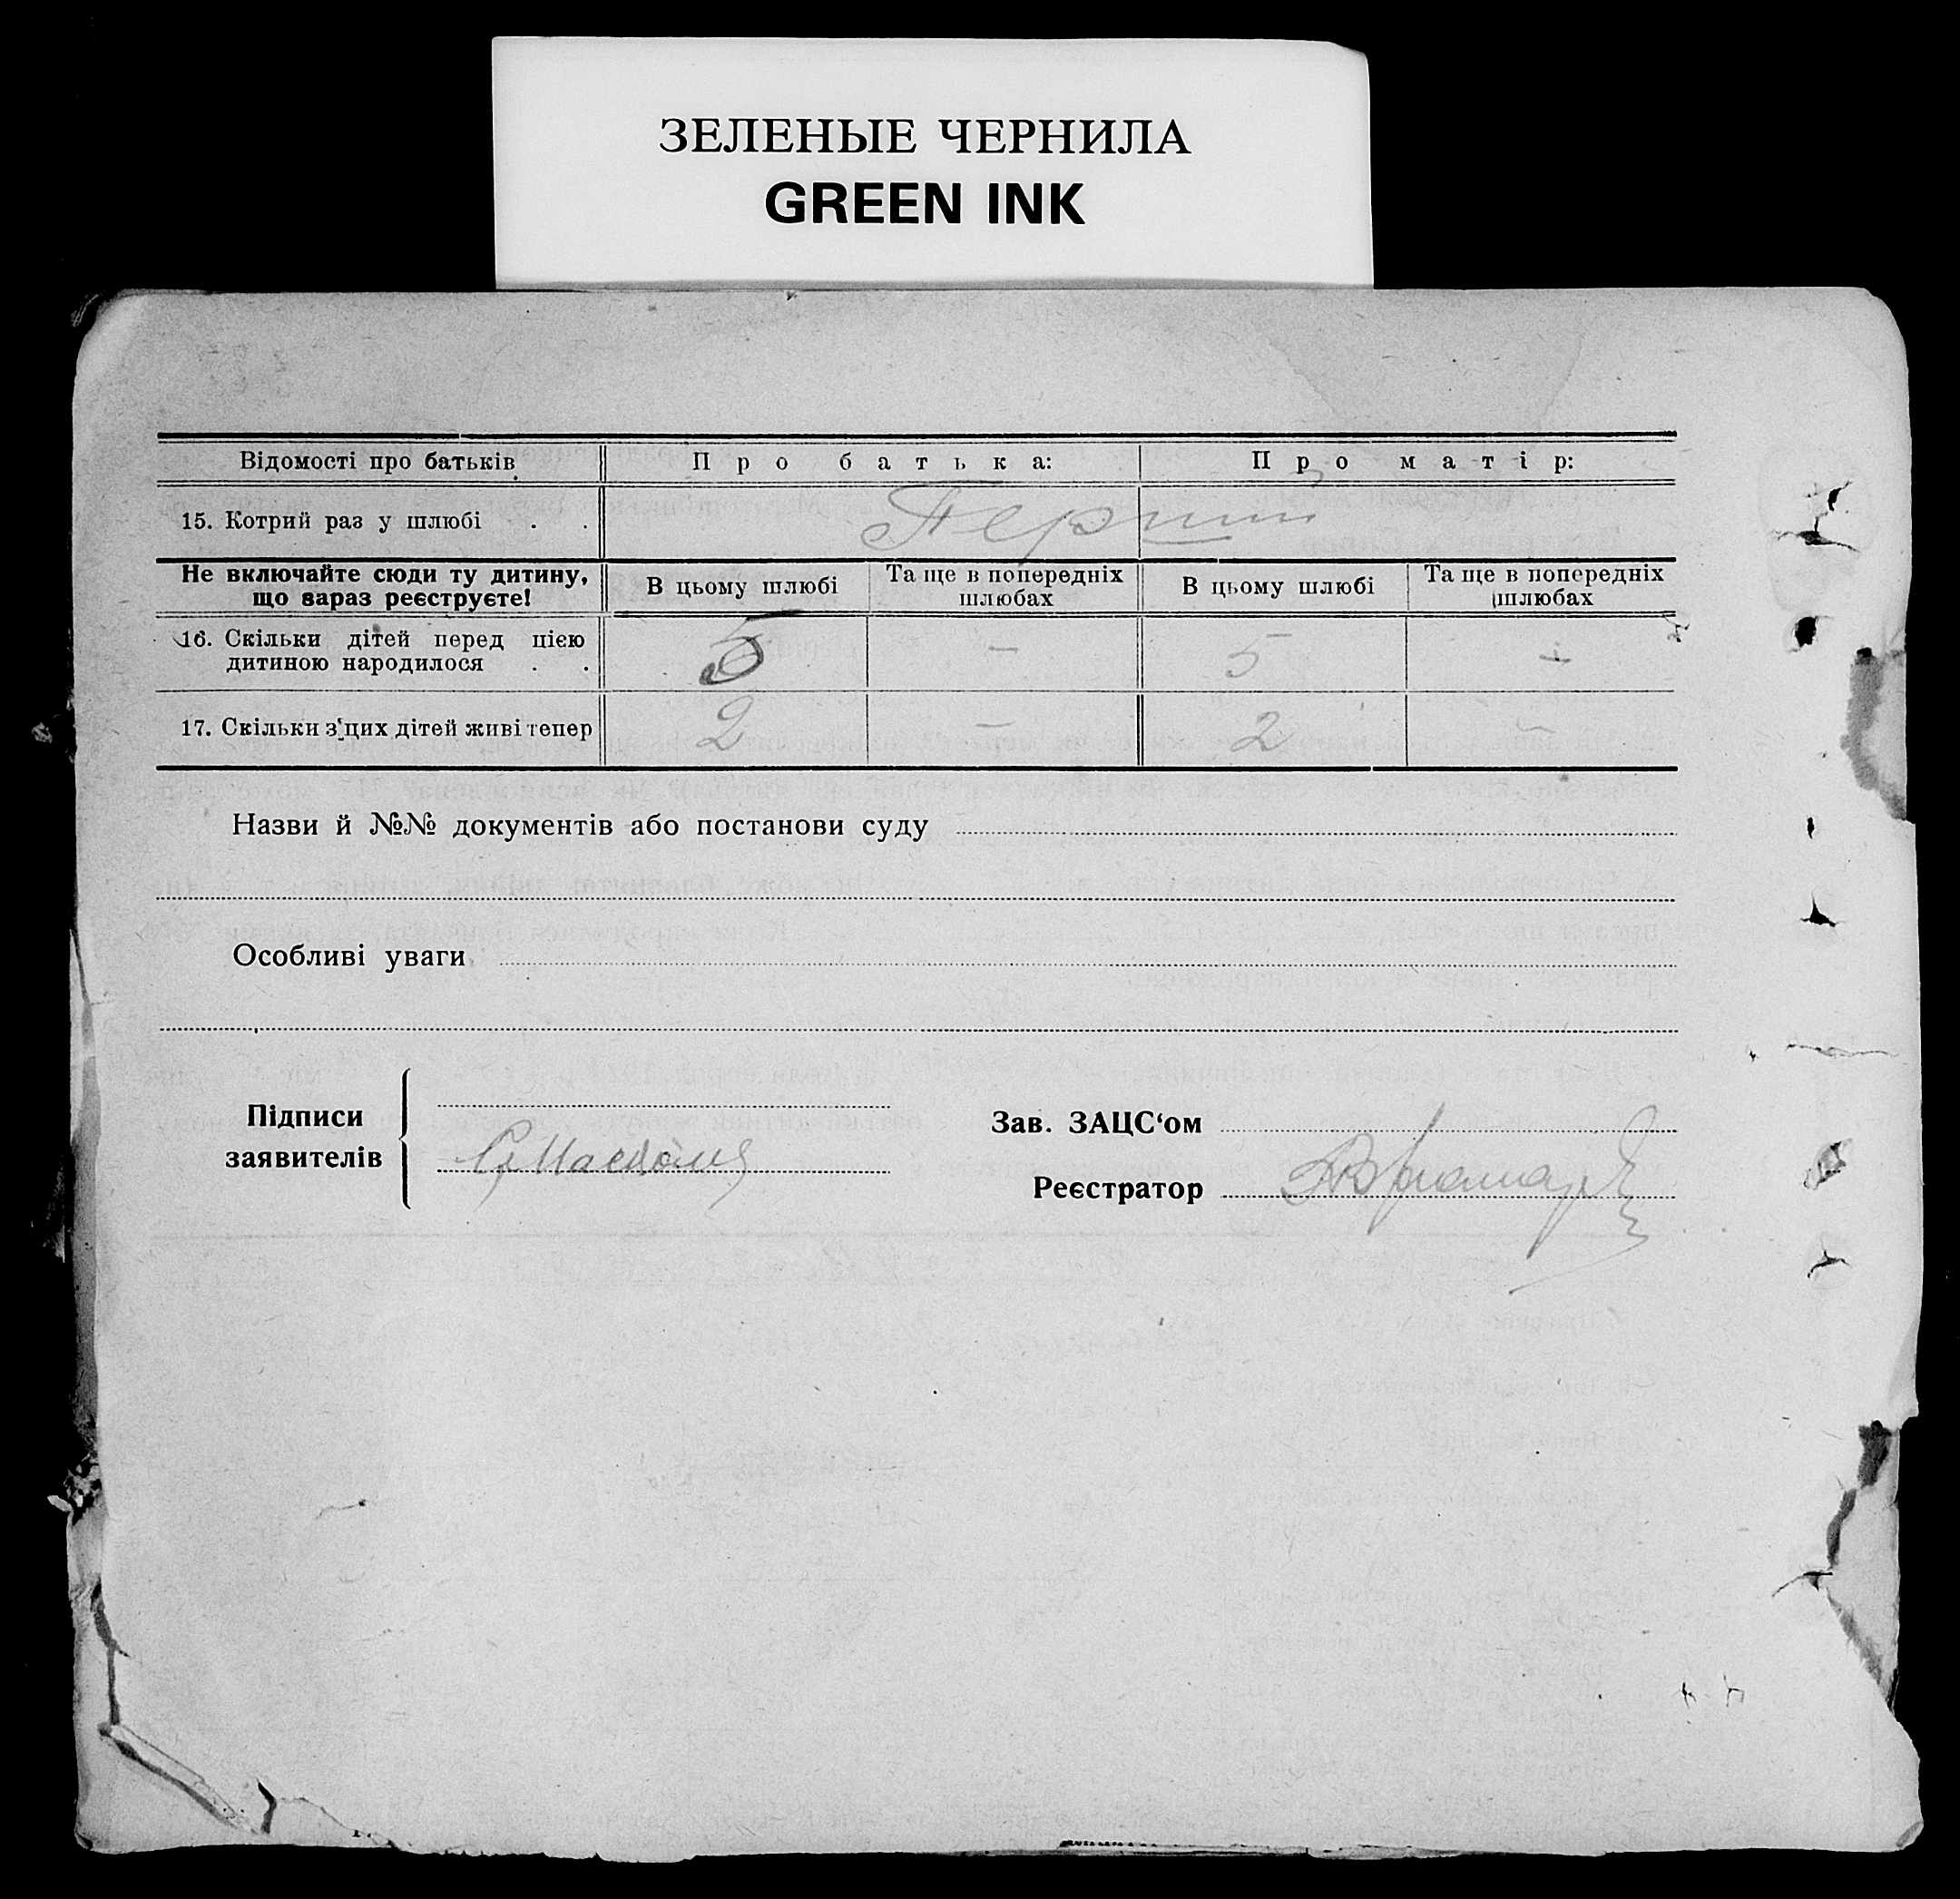 ЗЕЛЕНЫЕ ЧЕРНИЛА
GREEN INK
Відомості про батьків Про батька: Про матір:
15. Котрий раз у шлюбі . . Перший
Не включайте сюди ту дитину, що зараз реєструєте! В цьому шлюбі Та ще в попередніх шлюбах В цьому шлюбі Та ще в попередніх шлюбах
16. Скільки дітей перед цією дитиною народилося . . 5 – 5 –
17. Скільки з цих дітей живі тепер 2 – 2 –
Назви й №№ документів або постанови суду
Особливі уваги
Підписи заявителів
Зав. ЗАЦС‘ом
Реєстратор